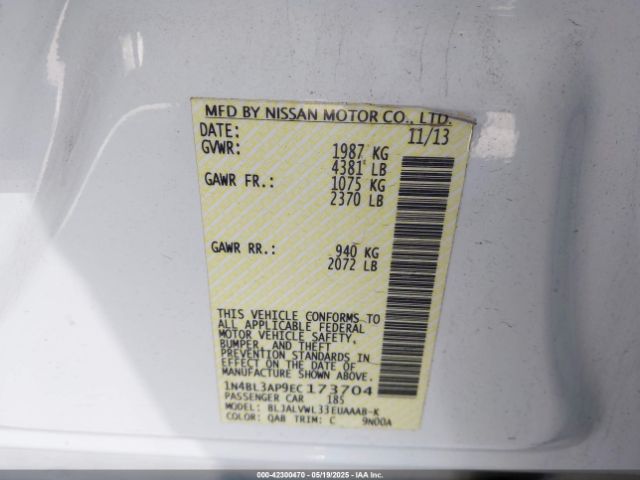 MFD BY NISSAN MOTOR CO., LTD.
DATE: 11/13
GVWR: 1987 KG
4381 LB
GAWR FR.: 1075 KG
2370 LB
GAWR RR.: 940 KG
2072 LB
THIS VEHICLE CONFORMS TO
ALL APPLICABLE FEDERAL
MOTOR VEHICLE SAFETY,
BUMPER, AND THEFT
PREVENTION STANDARDS IN
EFFECT ON THE DATE OF
MANUFACTURE SHOWN ABOVE.
1N4BL3AP9EC173704
PASSENGER CAR 185
MODEL: BLJALVWL33EUAAAB-K
COLOR: QAB TRIM: C 9N00A
000-42300470 - 05/19/2025 - IAAI.com